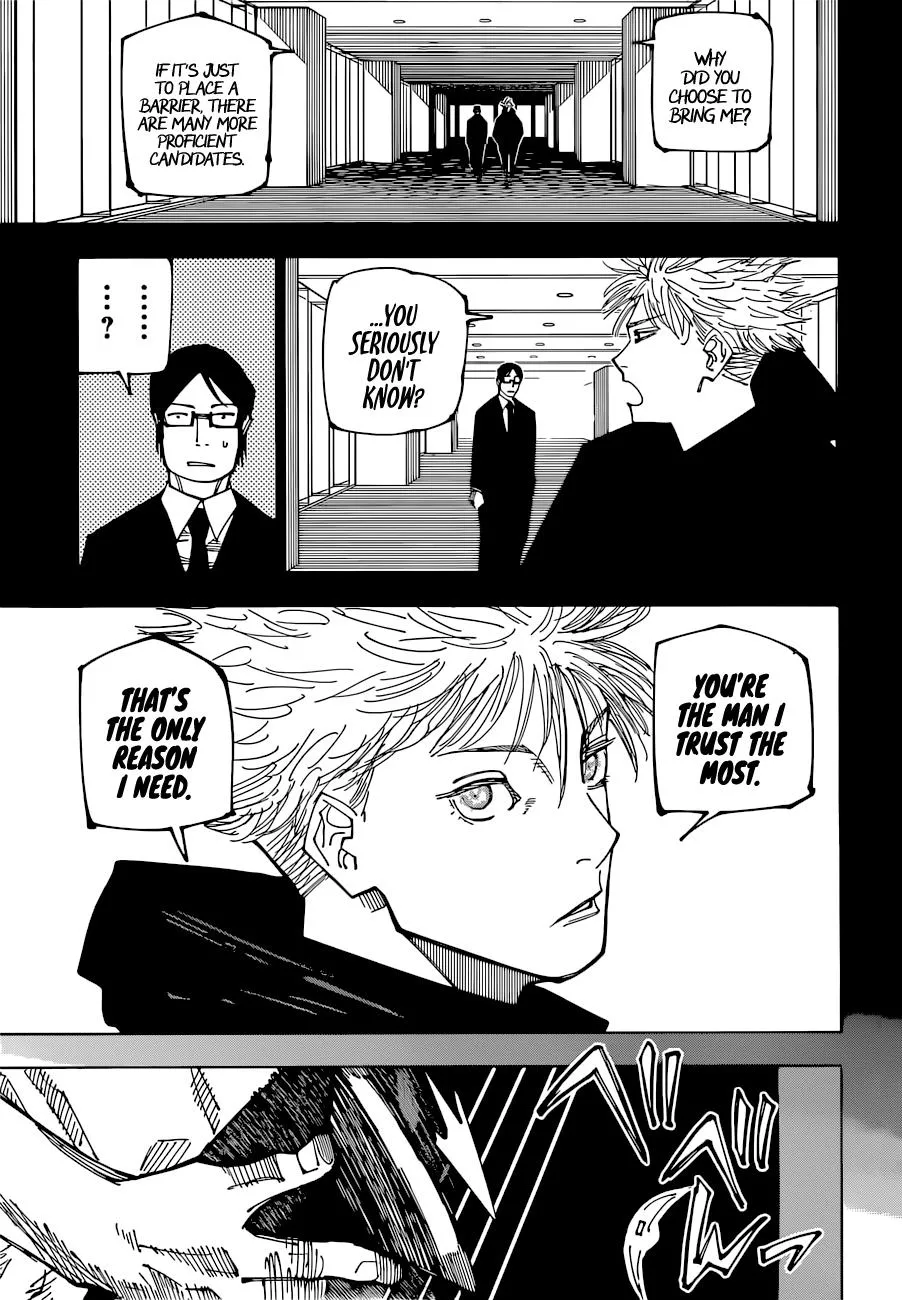 WHY
DID YOU
CHOOSE TO
BRING ME?
IF IT'S JUST
TO PLACE A
BARRIER, THERE
ARE MANY MORE
PROFICIENT
CANDIDATES.
...YOU
SERIOUSLY
DON'T
KNOW?
……
…?
YOU'RE
THE MAN I
TRUST THE
MOST.
THAT'S
THE ONLY
REASON
I NEED.